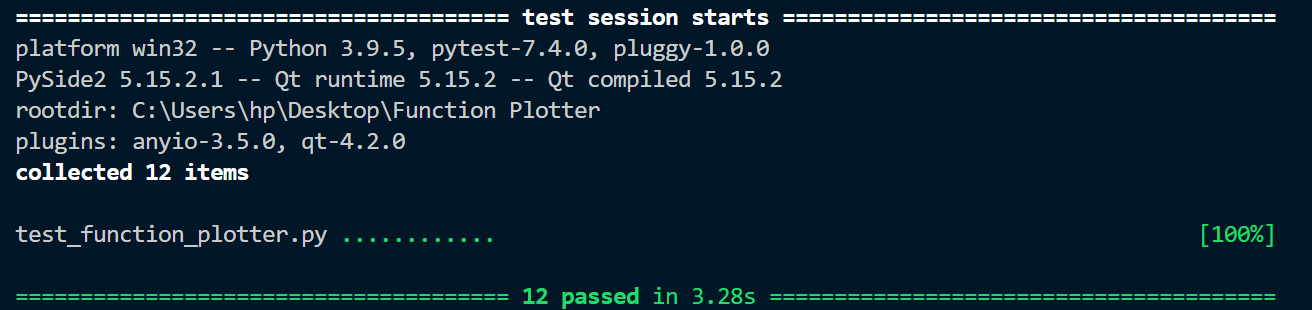 ====================================== test session starts ======================================
platform win32 -- Python 3.9.5, pytest-7.4.0, pluggy-1.0.0
PySide2 5.15.2.1 -- Qt runtime 5.15.2 -- Qt compiled 5.15.2
rootdir: C:\Users\hp\Desktop\Function Plotter
plugins: anyio-3.5.0, qt-4.2.0
collected 12 items
test_function_plotter.py ............ [100%]
====================================== 12 passed in 3.28s =======================================